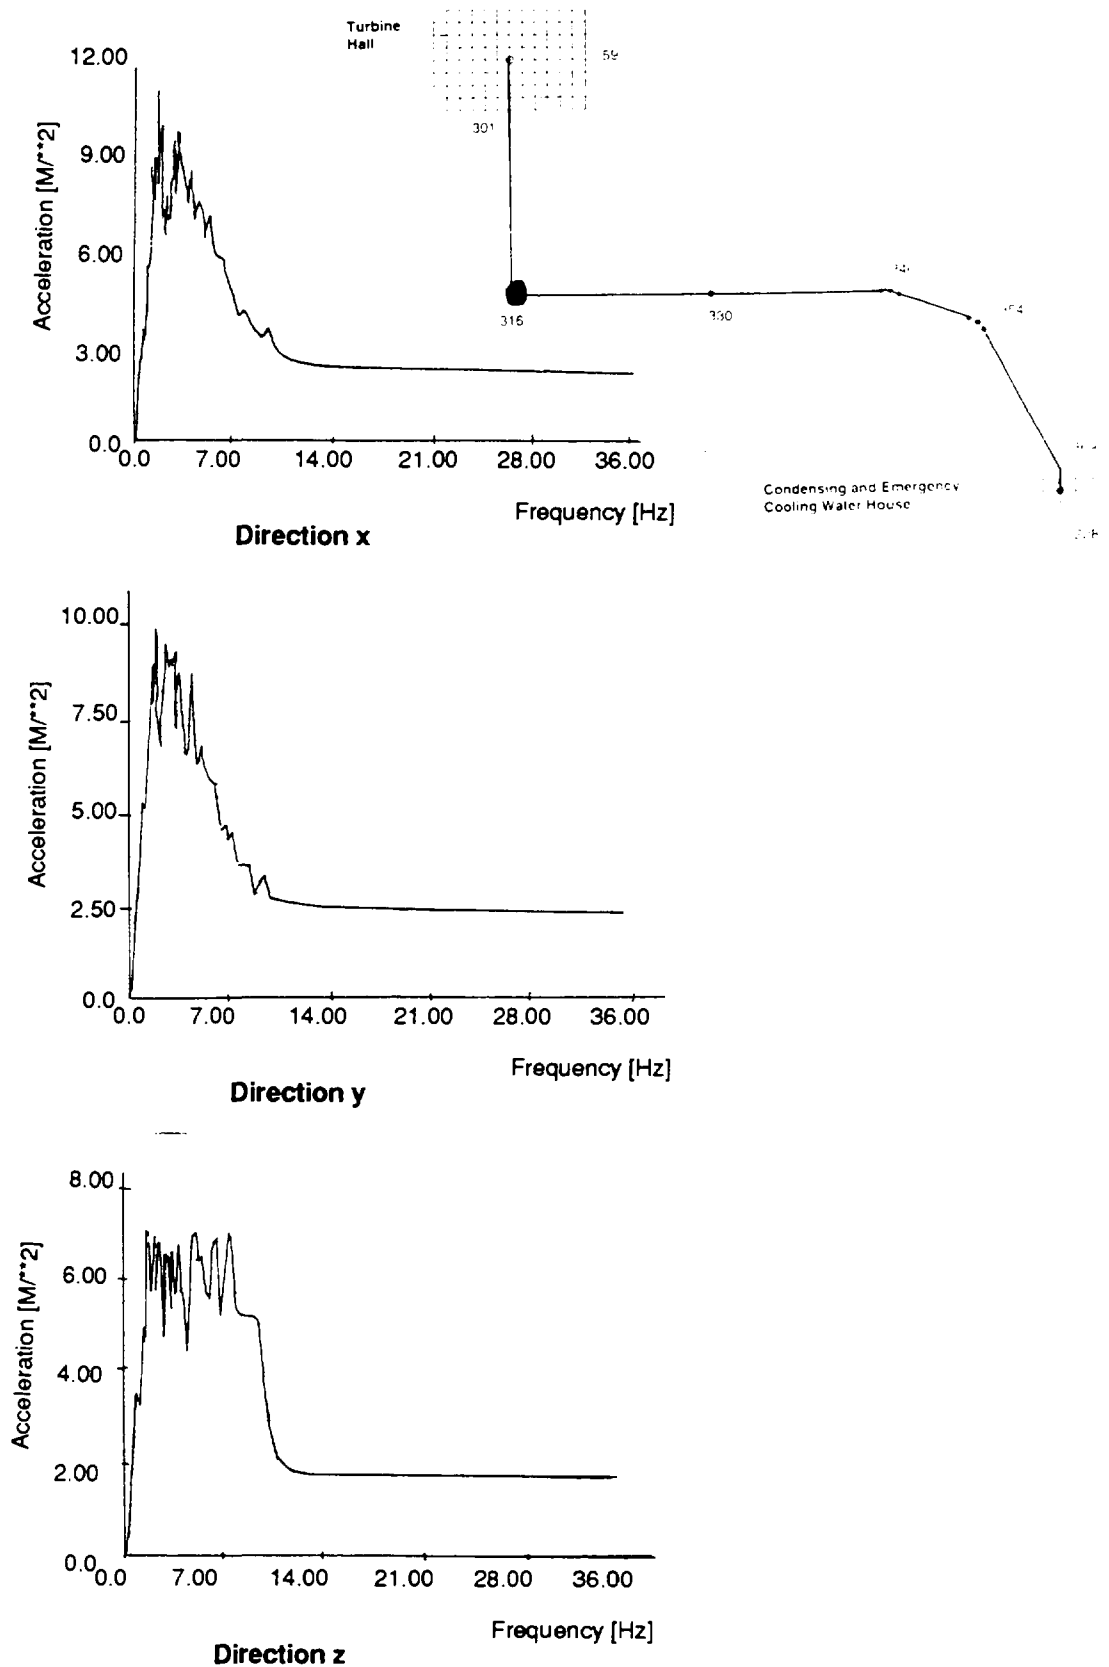 Turbine
Hall
59
301
316
330
Condensing and Emergency
Cooling Water House
12.00
9.00
6.00
3.00
0.0
Acceleration [M/**2]
0.0 7.00 14.00 21.00 28.00 36.00
Frequency [Hz]
Direction x
10.00
7.50
5.00
2.50
0.0
Acceleration [M/**2]
0.0 7.00 14.00 21.00 28.00 36.00
Frequency [Hz]
Direction y
8.00
6.00
4.00
2.00
0.0
Acceleration [M/**2]
0.0 7.00 14.00 21.00 28.00 36.00
Frequency [Hz]
Direction z